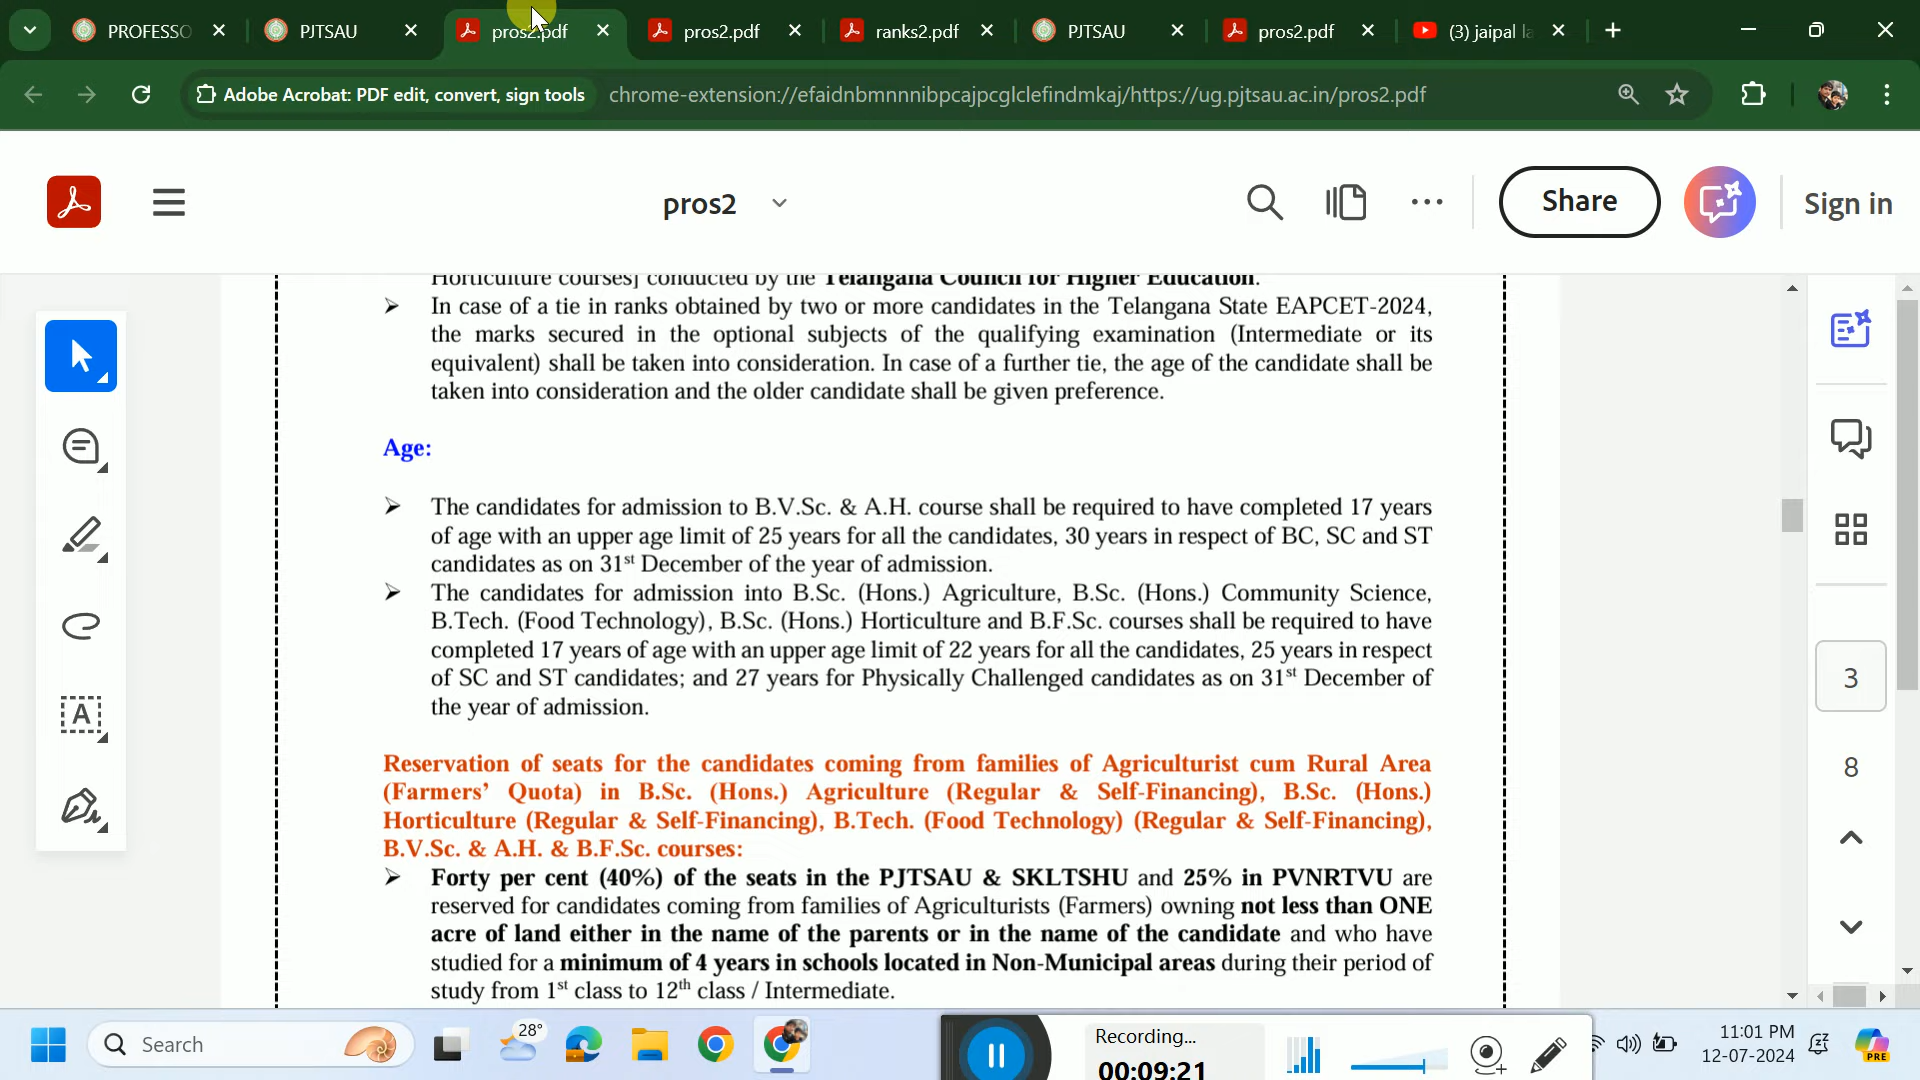 PROFESSO
PJTSAU
pros2.pdf
pros2.pdf
ranks2.pdf
PJTSAU
pros2.pdf
(3) jaipal la
Adobe Acrobat: PDF edit, convert, sign tools
chrome-extension://efaidnbmnnnibpcajpcglclefindmkaj/https://ug.pjtsau.ac.in/pros2.pdf
pros2
Share
Sign in
Horticulture courses] conducted by the Telangana Council for Higher Education.
➢ In case of a tie in ranks obtained by two or more candidates in the Telangana State EAPCET-2024,
the marks secured in the optional subjects of the qualifying examination (Intermediate or its
equivalent) shall be taken into consideration. In case of a further tie, the age of the candidate shall be
taken into consideration and the older candidate shall be given preference.
Age:
➢ The candidates for admission to B.V.Sc. & A.H. course shall be required to have completed 17 years
of age with an upper age limit of 25 years for all the candidates, 30 years in respect of BC, SC and ST
candidates as on 31st December of the year of admission.
➢ The candidates for admission into B.Sc. (Hons.) Agriculture, B.Sc. (Hons.) Community Science,
B.Tech. (Food Technology), B.Sc. (Hons.) Horticulture and B.F.Sc. courses shall be required to have
completed 17 years of age with an upper age limit of 22 years for all the candidates, 25 years in respect
of SC and ST candidates; and 27 years for Physically Challenged candidates as on 31st December of
the year of admission.
Reservation of seats for the candidates coming from families of Agriculturist cum Rural Area
(Farmers' Quota) in B.Sc. (Hons.) Agriculture (Regular & Self-Financing), B.Sc. (Hons.)
Horticulture (Regular & Self-Financing), B.Tech. (Food Technology) (Regular & Self-Financing),
B.V.Sc. & A.H. & B.F.Sc. courses:
➢ Forty per cent (40%) of the seats in the PJTSAU & SKLTSHU and 25% in PVNRTVU are
reserved for candidates coming from families of Agriculturists (Farmers) owning not less than ONE
acre of land either in the name of the parents or in the name of the candidate and who have
studied for a minimum of 4 years in schools located in Non-Municipal areas during their period of
study from 1st class to 12th class / Intermediate.
A
3
8
Search
28°
Recording...
00:09:21
11:01 PM
12-07-2024
PRE